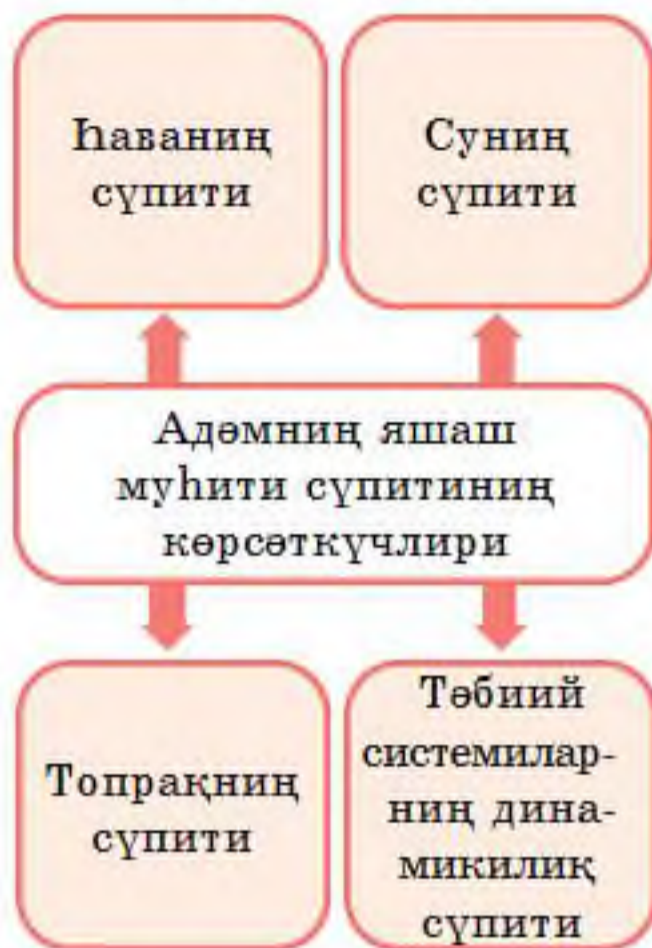 Һаваниң
сүпити
Суниң
сүпити
Адәмниң яшаш
муһити сүпитиниң
көрсәткүчлири
Топрақниң
сүпити
Тәбиий
системилар-
ниң дина-
микилиқ
сүпити